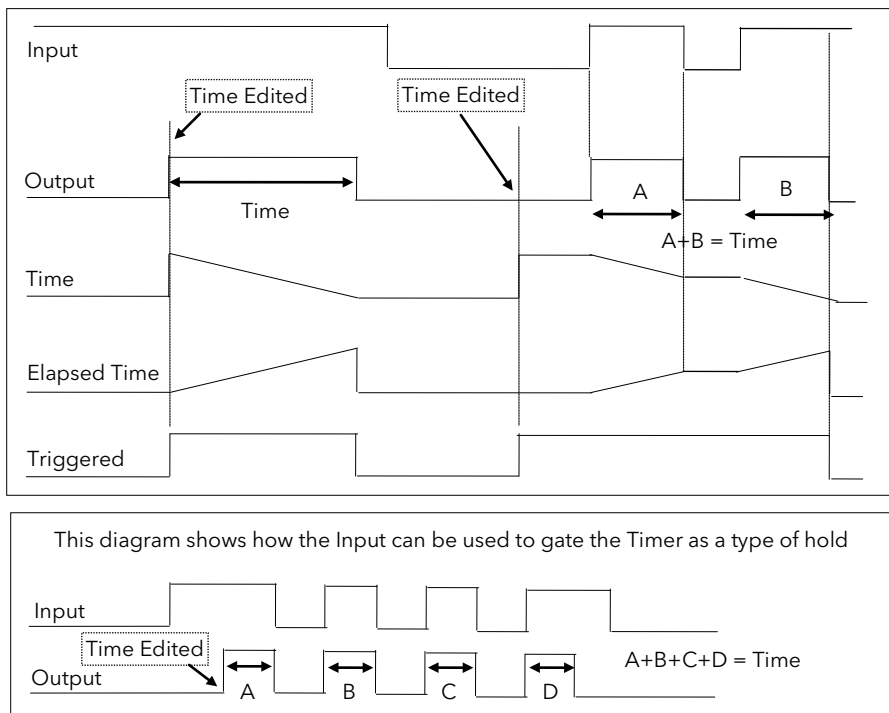 Input
Time Edited
Time Edited
Output
Time
A
B
A+B = Time
Time
Elapsed Time
Triggered
This diagram shows how the Input can be used to gate the Timer as a type of hold
Input
Time Edited
Output
A
B
C
D
A+B+C+D = Time